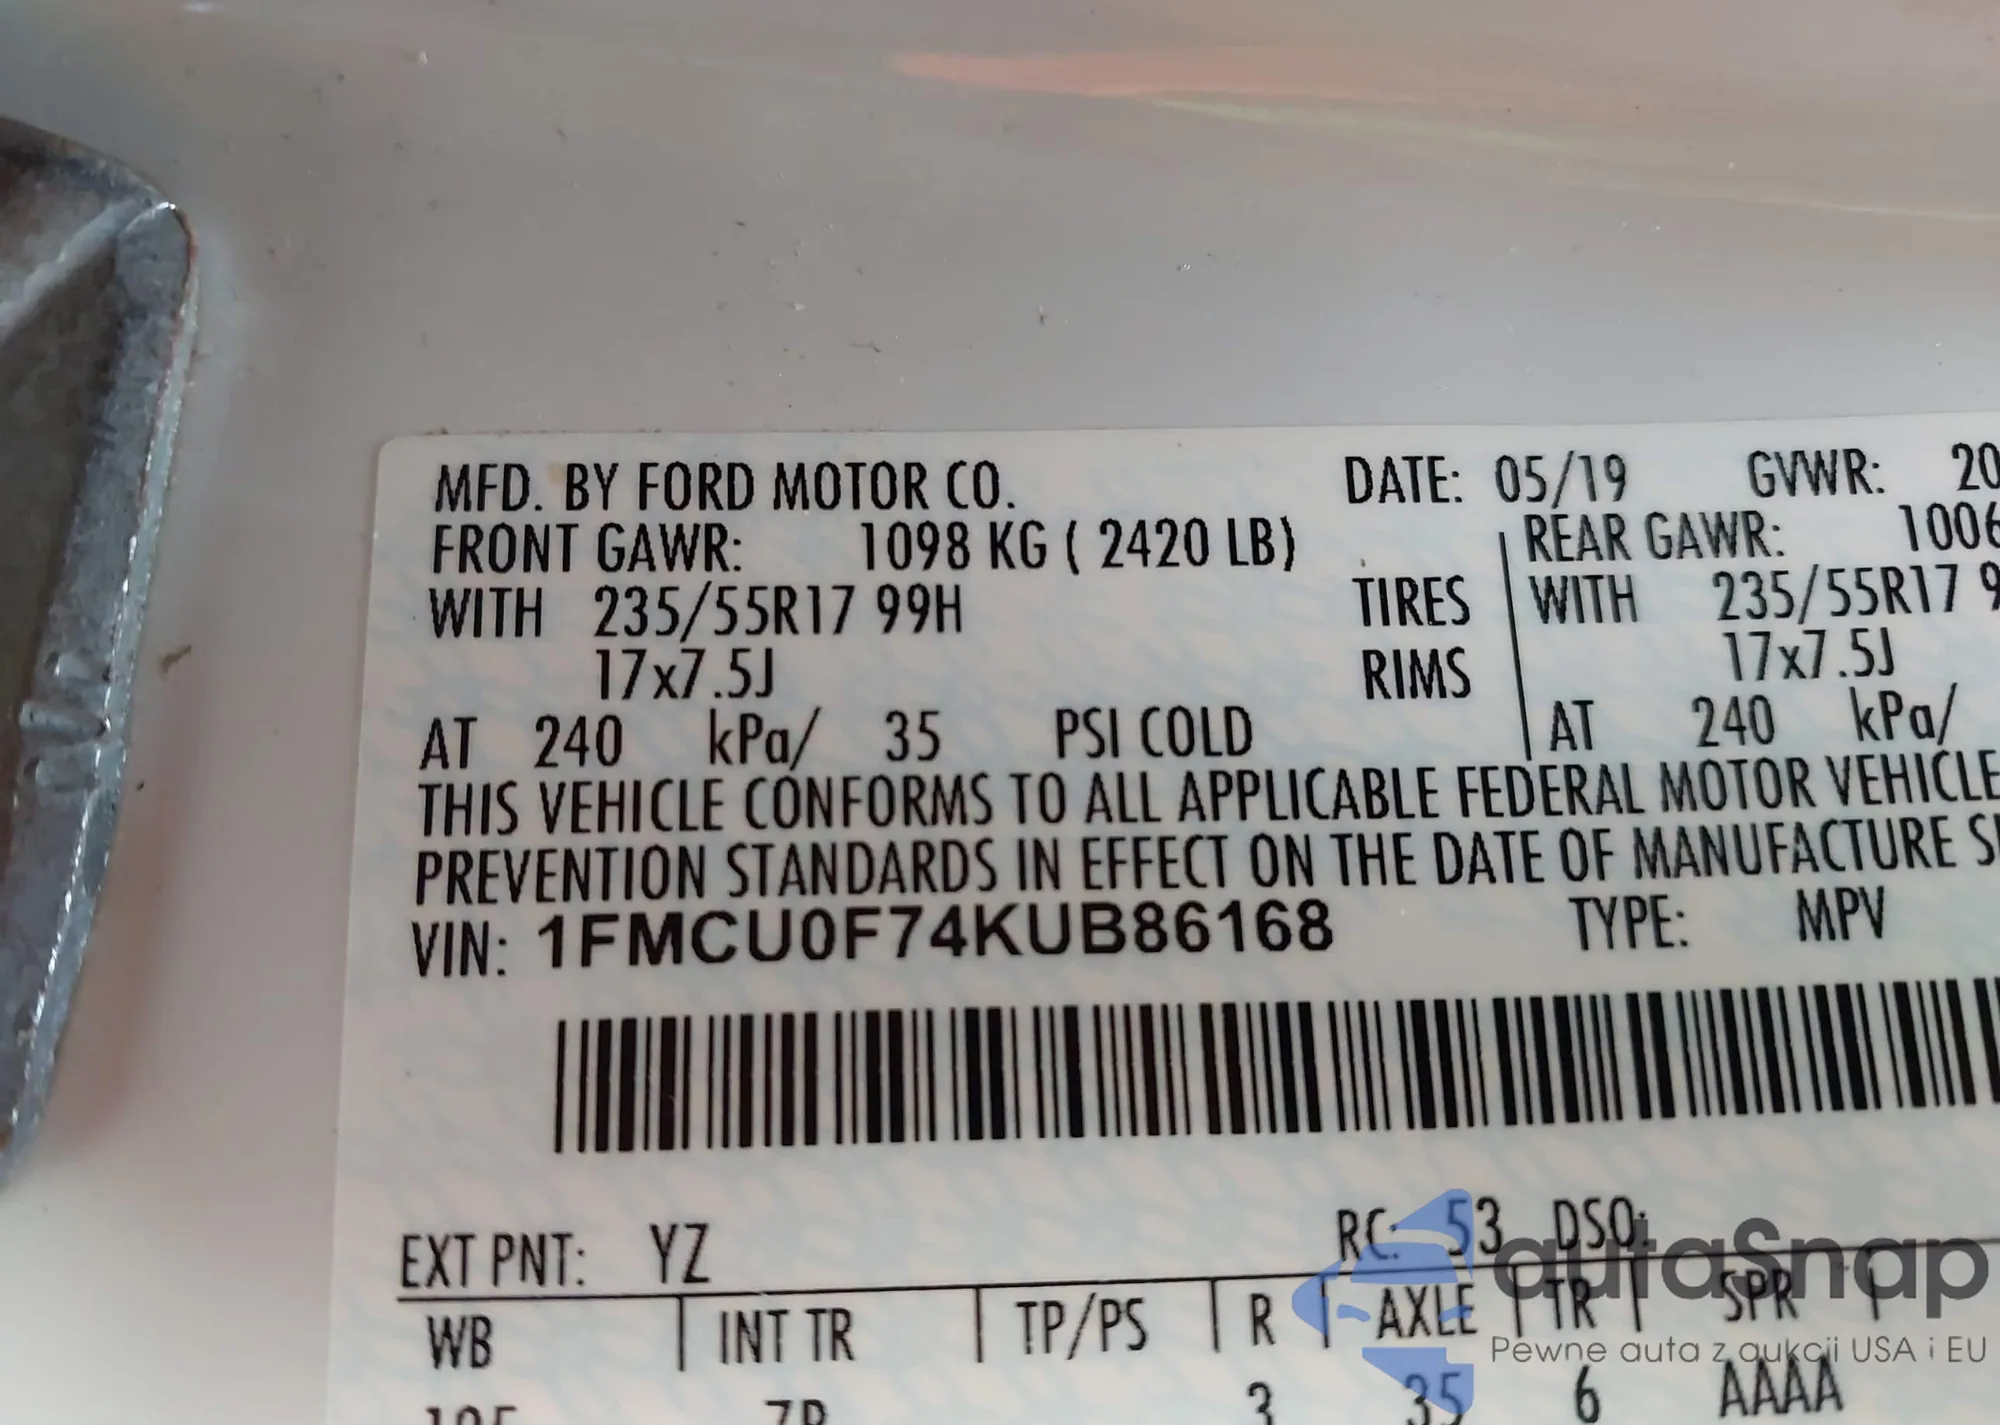 MFD. BY FORD MOTOR CO. DATE: 05/19 GVWR: 20
FRONT GAWR: 1098 KG ( 2420 LB) REAR GAWR: 1006
WITH 235/55R17 99H TIRES WITH 235/55R17 9
17x7.5J RIMS 17x7.5J
AT 240 kPa/ 35 PSI COLD AT 240 kPa/
THIS VEHICLE CONFORMS TO ALL APPLICABLE FEDERAL MOTOR VEHICLE
PREVENTION STANDARDS IN EFFECT ON THE DATE OF MANUFACTURE
VIN: 1FMCU0F74KUB86168 TYPE: MPV
EXT PNT: YZ RC: 53 DSO:
WB INT TR TP/PS R AXLE TR SPR
3 35 6 AAAA
autaSnap
Pewne auta z aukcji USA i EU